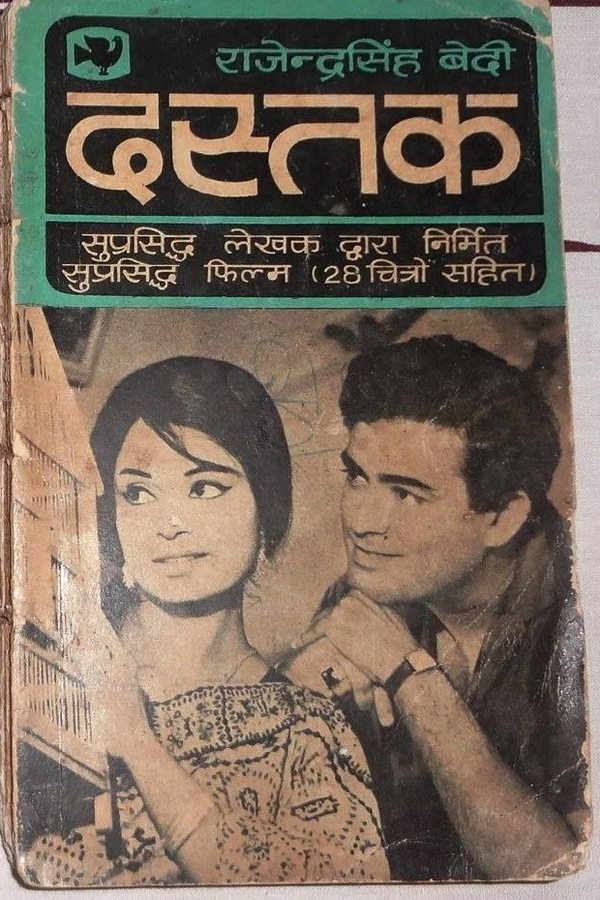 राजेन्द्रसिंह बेदी
दस्तक
सुप्रसिद्ध लेखक द्वारा निर्मित
सुप्रसिद्ध फिल्म (28 चित्रों सहित)